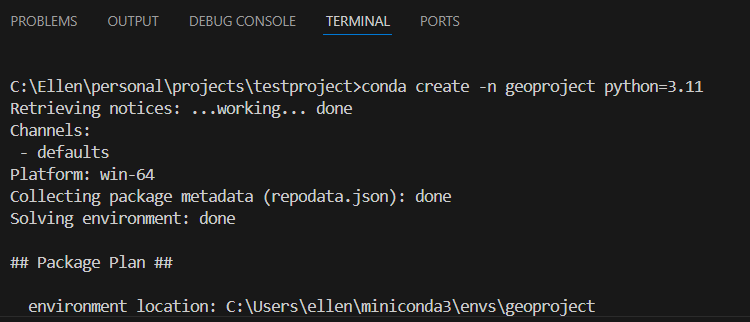 PROBLEMS OUTPUT DEBUG CONSOLE TERMINAL PORTS
C:\Ellen\personal\projects\testproject>conda create -n geoproject python=3.11
Retrieving notices: ...working... done
Channels:
 - defaults
Platform: win-64
Collecting package metadata (repodata.json): done
Solving environment: done
## Package Plan ##
  environment location: C:\Users\ellen\miniconda3\envs\geoproject